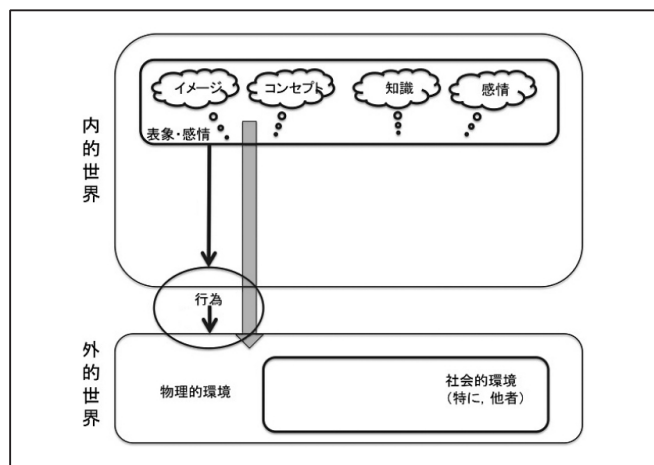 イメージ
コンセプト
知識
感情
表象・感情
内的世界
行為
外的世界
物理的環境
社会的環境
（特に，他者）